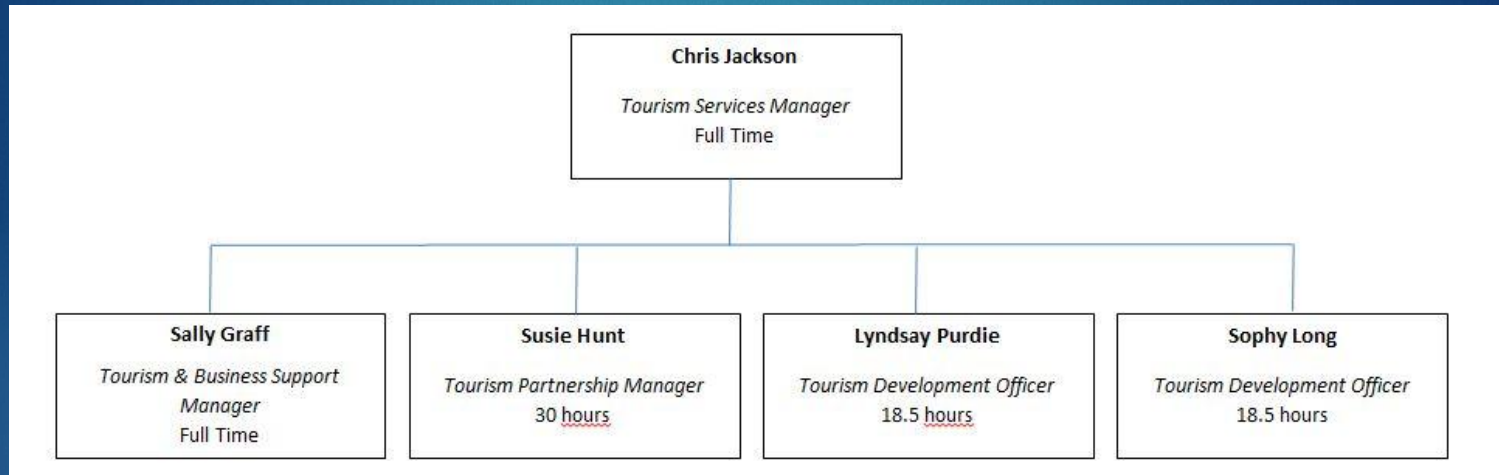 Chris Jackson
Tourism Services Manager
Full Time
Sally Graff
Tourism & Business Support
Manager
Full Time
Susie Hunt
Tourism Partnership Manager
30 hours
Lyndsay Purdie
Tourism Development Officer
18.5 hours
Sophy Long
Tourism Development Officer
18.5 hours